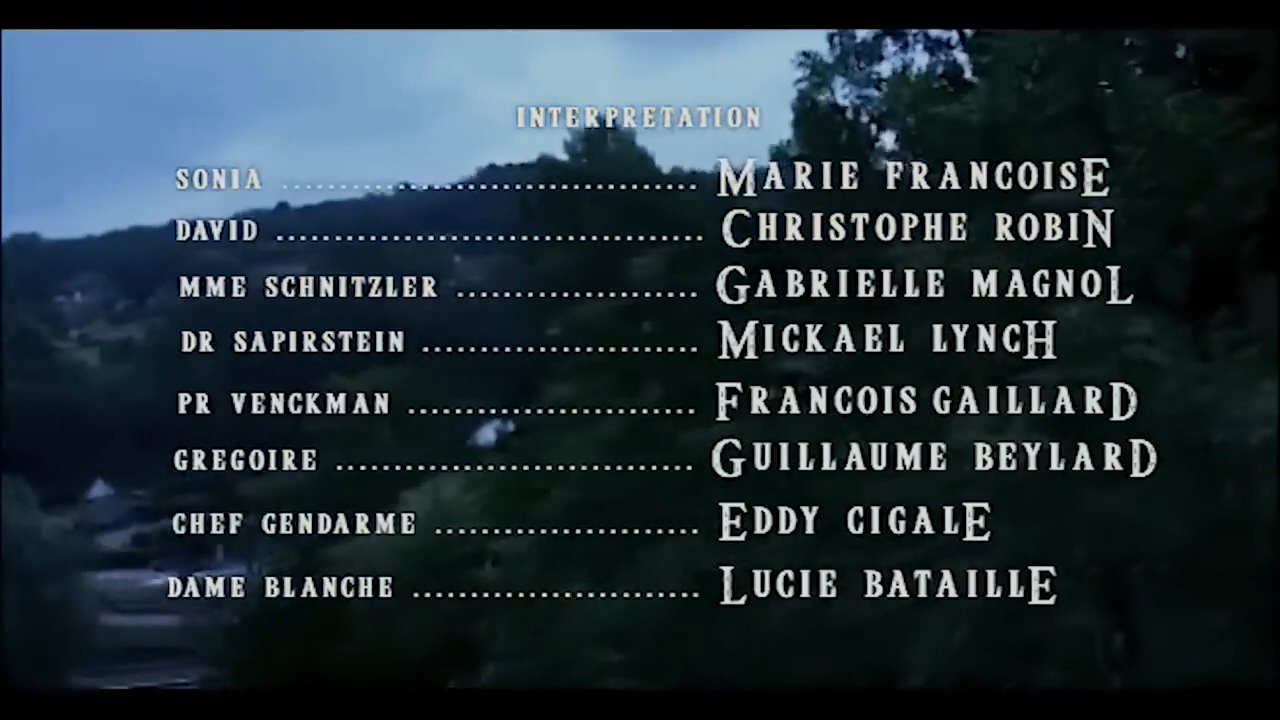 INTERPRETATION
SONIA ........................................... MARIE FRANCOISE
DAVID ............................................ CHRISTOPHE ROBIN
MME SCHNITZLER ......................... GABRIELLE MAGNOL
DR SAPIRSTEIN ............................. MICKAEL LYNCH
PR VENCKMAN .............................. FRANCOIS GAILLARD
GREGOIRE ..................................... GUILLAUME BEYLARD
CHEF GENDARME ........................... EDDY CIGALE
DAME BLANCHE .............................. LUCIE BATAILLE